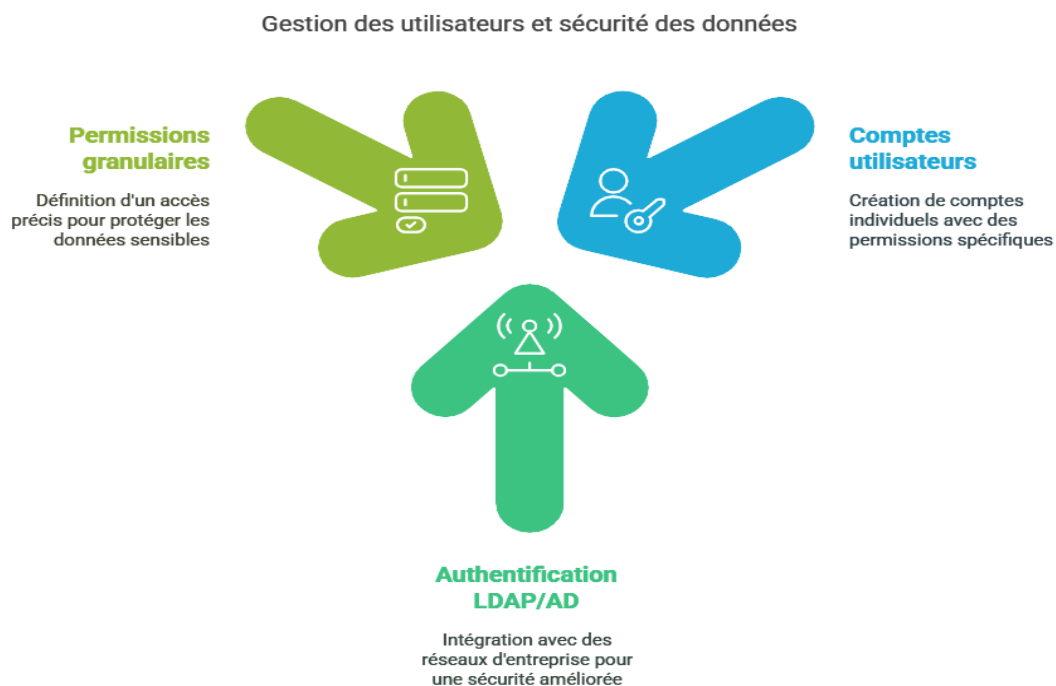 Gestion des utilisateurs et sécurité des données
Permissions
granulaires
Définition d'un accès
précis pour protéger les
données sensibles
Comptes
utilisateurs
Création de comptes
individuels avec des
permissions spécifiques
Authentification
LDAP/AD
Intégration avec des
réseaux d'entreprise pour
une sécurité améliorée